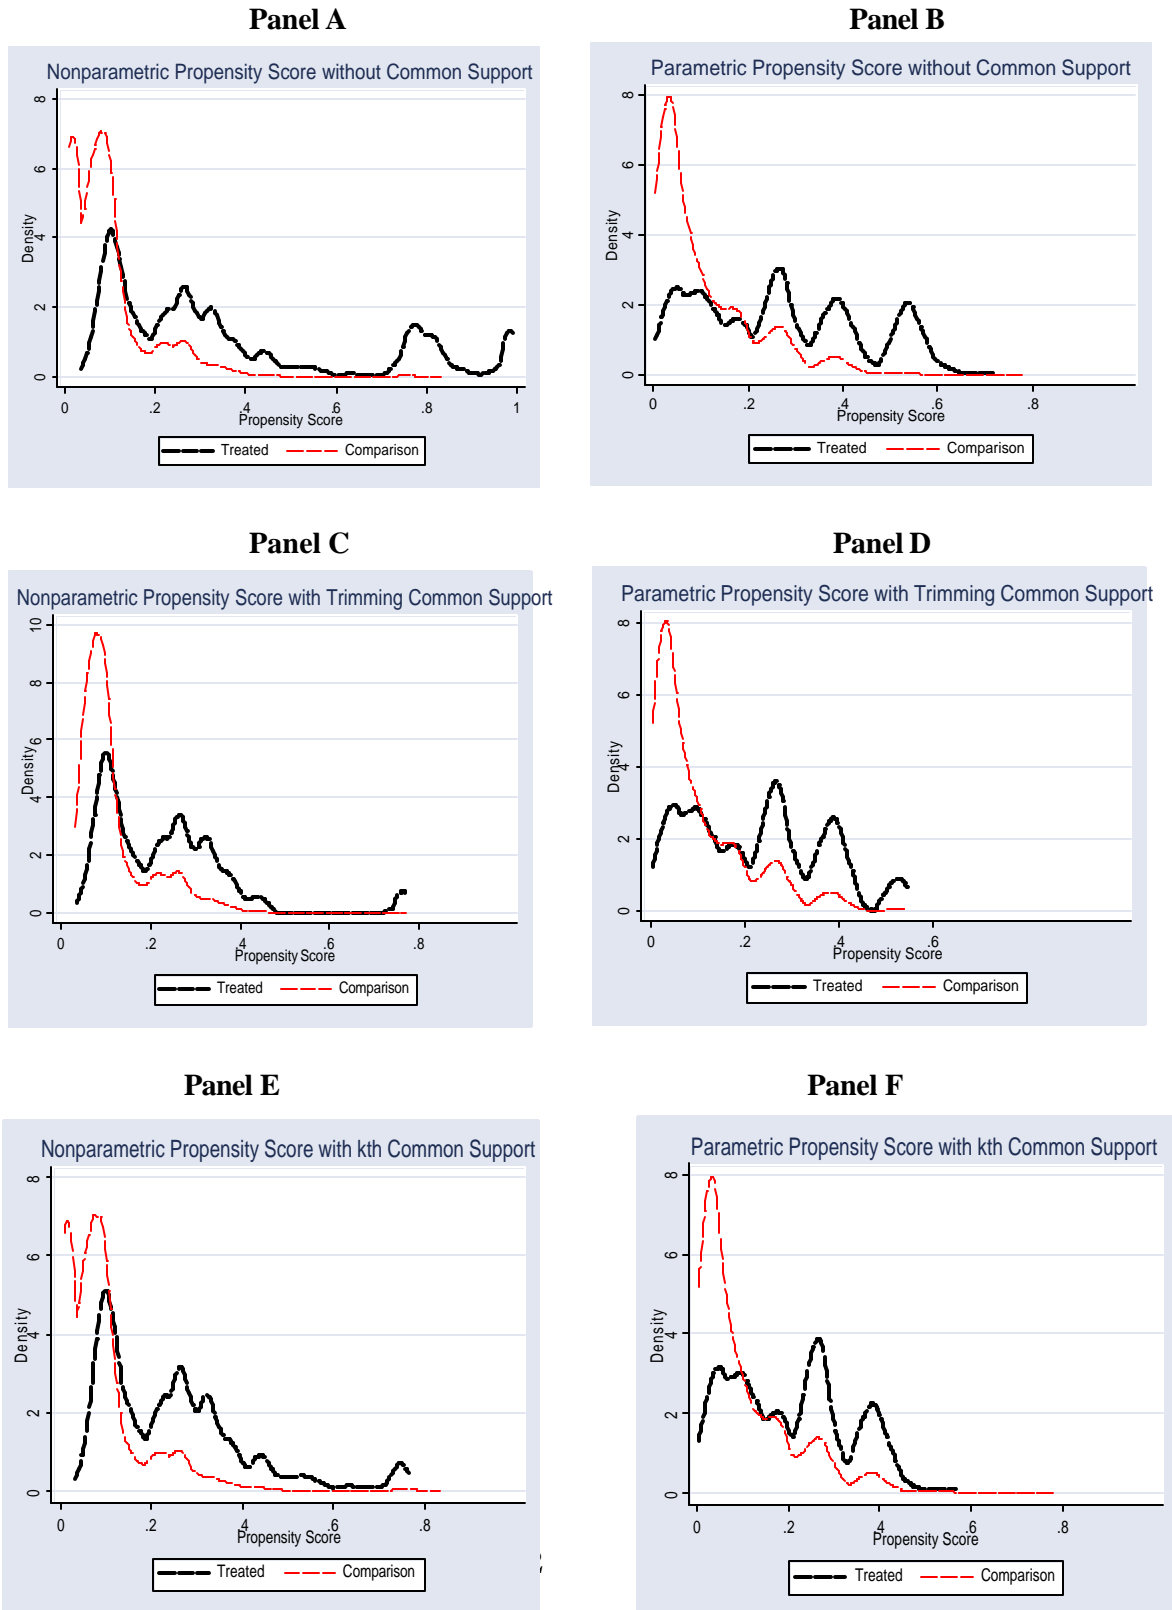 Panel A
Panel B
Nonparametric Propensity Score without Common Support
8
6
4
2
0
Density
0 .2 .4 .6 .8 1
Propensity Score
Treated Comparison
Parametric Propensity Score without Common Support
8
6
4
2
0
Density
0 .2 .4 .6 .8
Propensity Score
Treated Comparison
Panel C
Panel D
Nonparametric Propensity Score with Trimming Common Support
10
8
6
4
2
0
Density
0 .2 .4 .6 .8
Propensity Score
Treated Comparison
Parametric Propensity Score with Trimming Common Support
8
6
4
2
0
Density
0 .2 .4 .6
Propensity Score
Treated Comparison
Panel E
Panel F
Nonparametric Propensity Score with kth Common Support
8
6
4
2
0
Density
0 .2 .4 .6 .8
Propensity Score
Treated Comparison
Parametric Propensity Score with kth Common Support
8
6
4
2
0
Density
0 .2 .4 .6 .8
Propensity Score
Treated Comparison